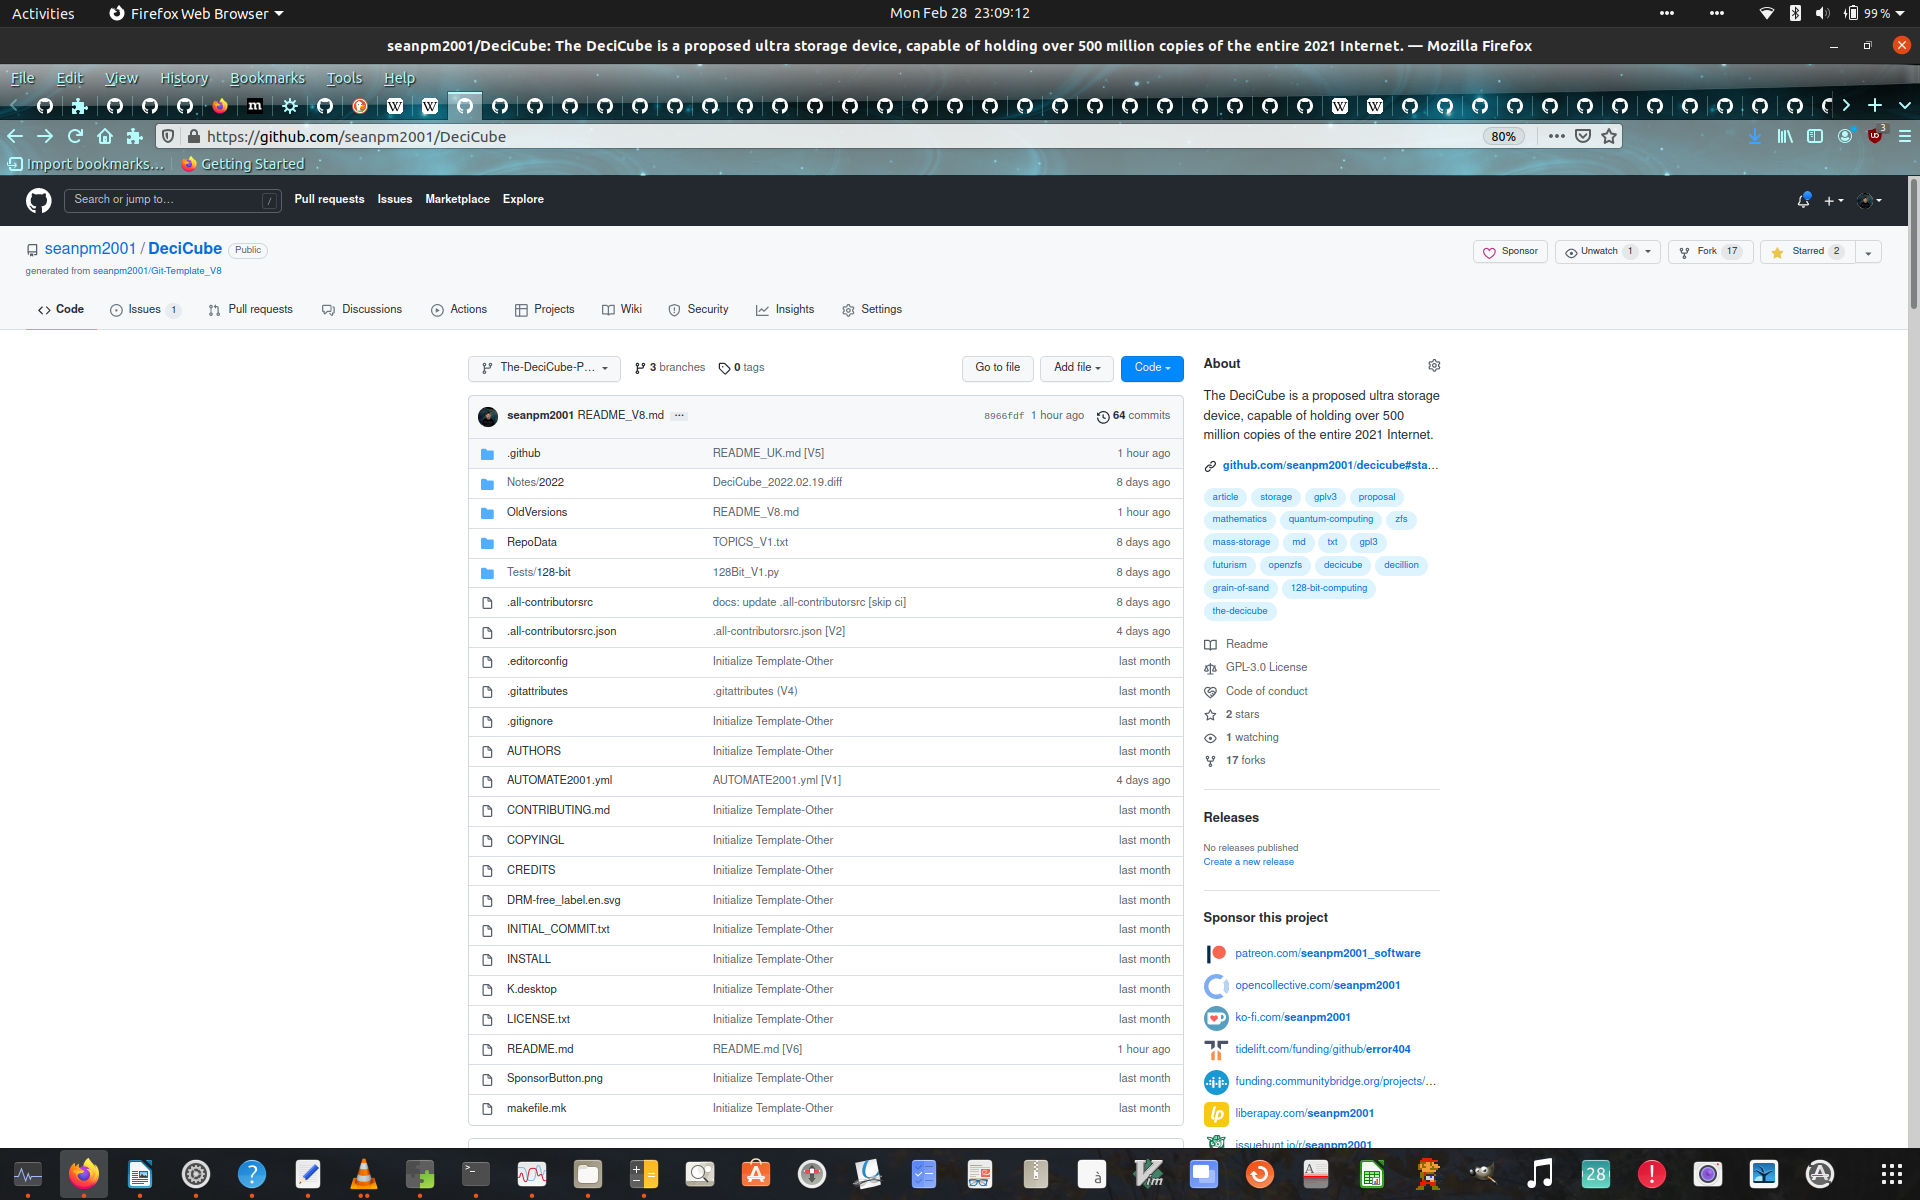 Activities
Firefox Web Browser
Mon Feb 28 23:09:12
99 %
seanpm2001/DeciCube: The DeciCube is a proposed ultra storage device, capable of holding over 500 million copies of the entire 2021 Internet. — Mozilla Firefox
File Edit View History Bookmarks Tools Help
https://github.com/seanpm2001/DeciCube
80%
3
Import bookmarks…
Getting Started
Search or jump to…
/
Pull requests
Issues
Marketplace
Explore
seanpm2001 / DeciCube
Public
generated from seanpm2001/Git-Template_V8
Sponsor
Unwatch 1
Fork 17
Starred 2
Code
Issues 1
Pull requests
Discussions
Actions
Projects
Wiki
Security
Insights
Settings
The-DeciCube-P…
3 branches
0 tags
Go to file
Add file
Code
seanpm2001 README_V8.md
8966fdf 1 hour ago
64 commits
.github README_UK.md [V5] 1 hour ago
Notes/2022 DeciCube_2022.02.19.diff 8 days ago
OldVersions README_V8.md 1 hour ago
RepoData TOPICS_V1.txt 8 days ago
Tests/128-bit 128Bit_V1.py 8 days ago
.all-contributorsrc docs: update .all-contributorsrc [skip ci] 8 days ago
.all-contributorsrc.json .all-contributorsrc.json [V2] 4 days ago
.editorconfig Initialize Template-Other last month
.gitattributes .gitattributes (V4) last month
.gitignore Initialize Template-Other last month
AUTHORS Initialize Template-Other last month
AUTOMATE2001.yml AUTOMATE2001.yml [V1] 4 days ago
CONTRIBUTING.md Initialize Template-Other last month
COPYINGL Initialize Template-Other last month
CREDITS Initialize Template-Other last month
DRM-free_label.en.svg Initialize Template-Other last month
INITIAL_COMMIT.txt Initialize Template-Other last month
INSTALL Initialize Template-Other last month
K.desktop Initialize Template-Other last month
LICENSE.txt Initialize Template-Other last month
README.md README.md [V6] 1 hour ago
SponsorButton.png Initialize Template-Other last month
makefile.mk Initialize Template-Other last month
About
The DeciCube is a proposed ultra storage
device, capable of holding over 500
million copies of the entire 2021 Internet.
github.com/seanpm2001/decicube#sta…
article storage gplv3 proposal
mathematics quantum-computing zfs
mass-storage md txt gpl3
futurism openzfs decicube decillion
grain-of-sand 128-bit-computing
the-decicube
Readme
GPL-3.0 License
Code of conduct
2 stars
1 watching
17 forks
Releases
No releases published
Create a new release
Sponsor this project
patreon.com/seanpm2001_software
opencollective.com/seanpm2001
ko-fi.com/seanpm2001
tidelift.com/funding/github/error404
funding.communitybridge.org/projects/…
liberapay.com/seanpm2001
issuehunt.io/r/seanpm2001
28